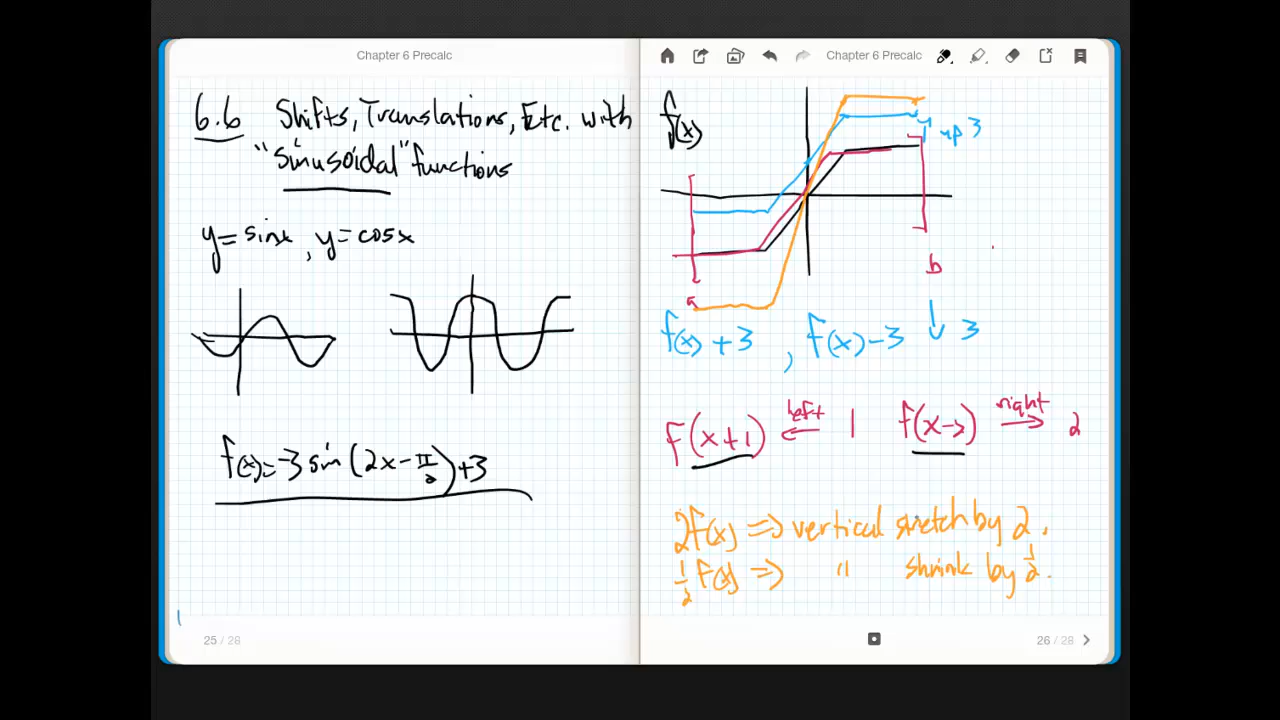 Chapter 6 Precalc
6.6 Shifts, Translations, Etc. with
"sinusoidal" functions
y = sinx , y = cosx
f(x) = -3 sin (2x - π/2) + 3
25 / 28
Chapter 6 Precalc
f(x)
up 3
b
f(x) + 3 , f(x) - 3 ↓ 3
f(x+1) left ← 1 f(x-2) right → 2
2f(x) => vertical stretch by 2.
1/2 f(x) => " shrink by 1/2.
26 / 28